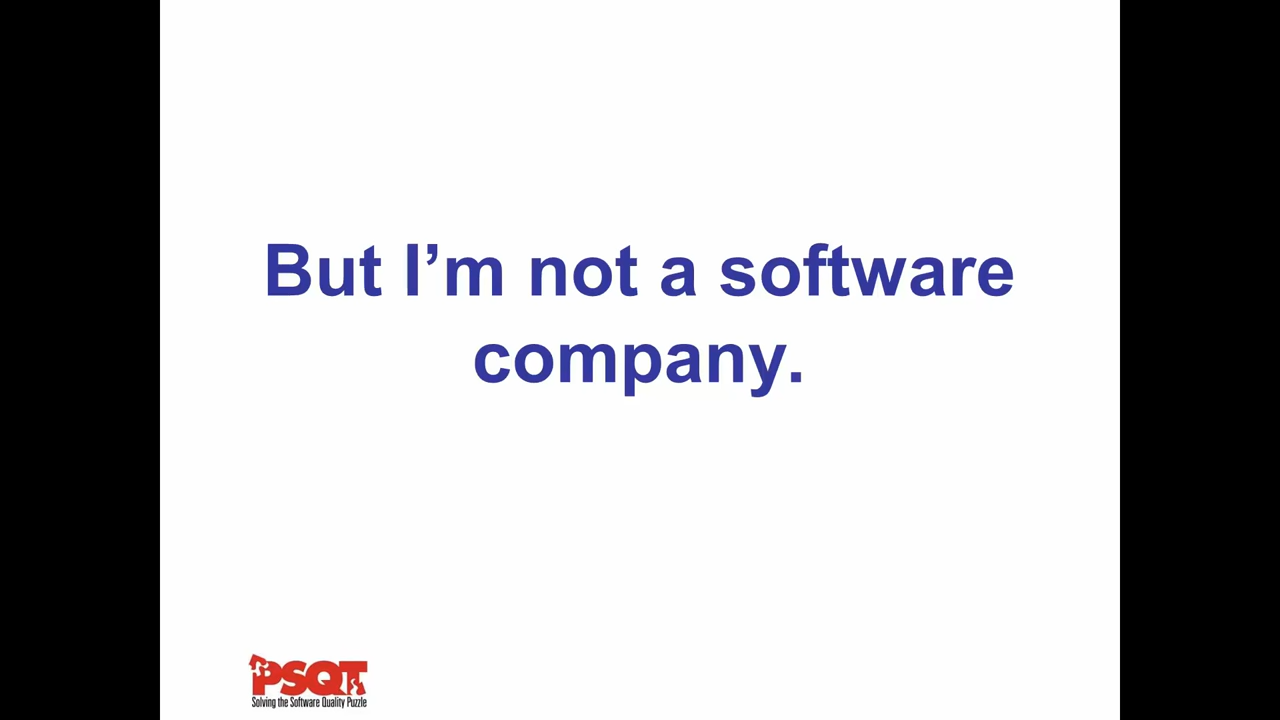 But I’m not a software
company.
PSQT
Solving the Software Quality Puzzle